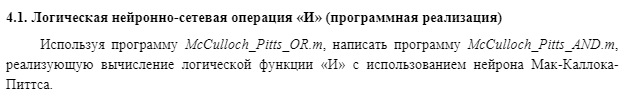 4.1. Логическая нейронно-сетевая операция «И» (программная реализация)
Используя программу McCulloch_Pitts_OR.m, написать программу McCulloch_Pitts_AND.m,
реализующую вычисление логической функции «И» с использованием нейрона Мак-Каллока-
Питтса.